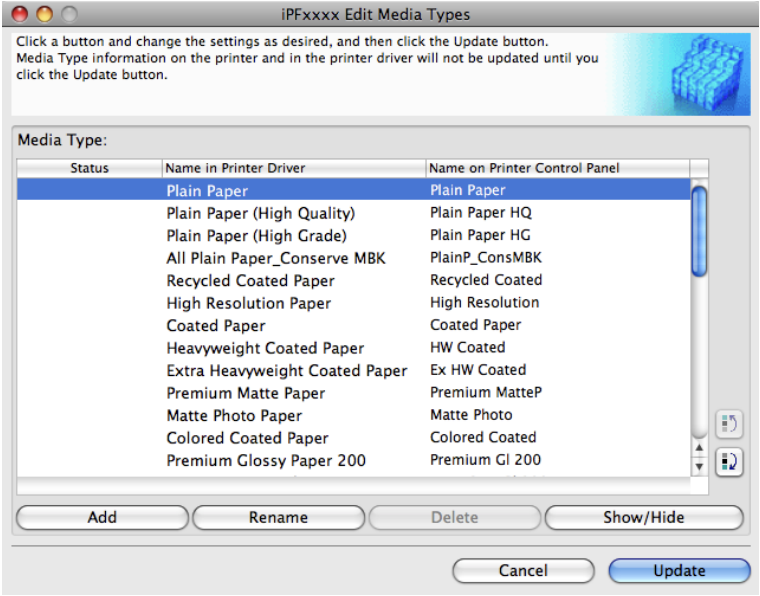 iPFxxxx Edit Media Types
Click a button and change the settings as desired, and then click the Update button.
Media Type information on the printer and in the printer driver will not be updated until you
click the Update button.
Media Type:
Status Name in Printer Driver Name on Printer Control Panel
Plain Paper Plain Paper
Plain Paper (High Quality) Plain Paper HQ
Plain Paper (High Grade) Plain Paper HG
All Plain Paper_Conserve MBK PlainP_ConsMBK
Recycled Coated Paper Recycled Coated
High Resolution Paper High Resolution
Coated Paper Coated Paper
Heavyweight Coated Paper HW Coated
Extra Heavyweight Coated Paper Ex HW Coated
Premium Matte Paper Premium MatteP
Matte Photo Paper Matte Photo
Colored Coated Paper Colored Coated
Premium Glossy Paper 200 Premium Gl 200
Add Rename Delete Show/Hide
Cancel Update